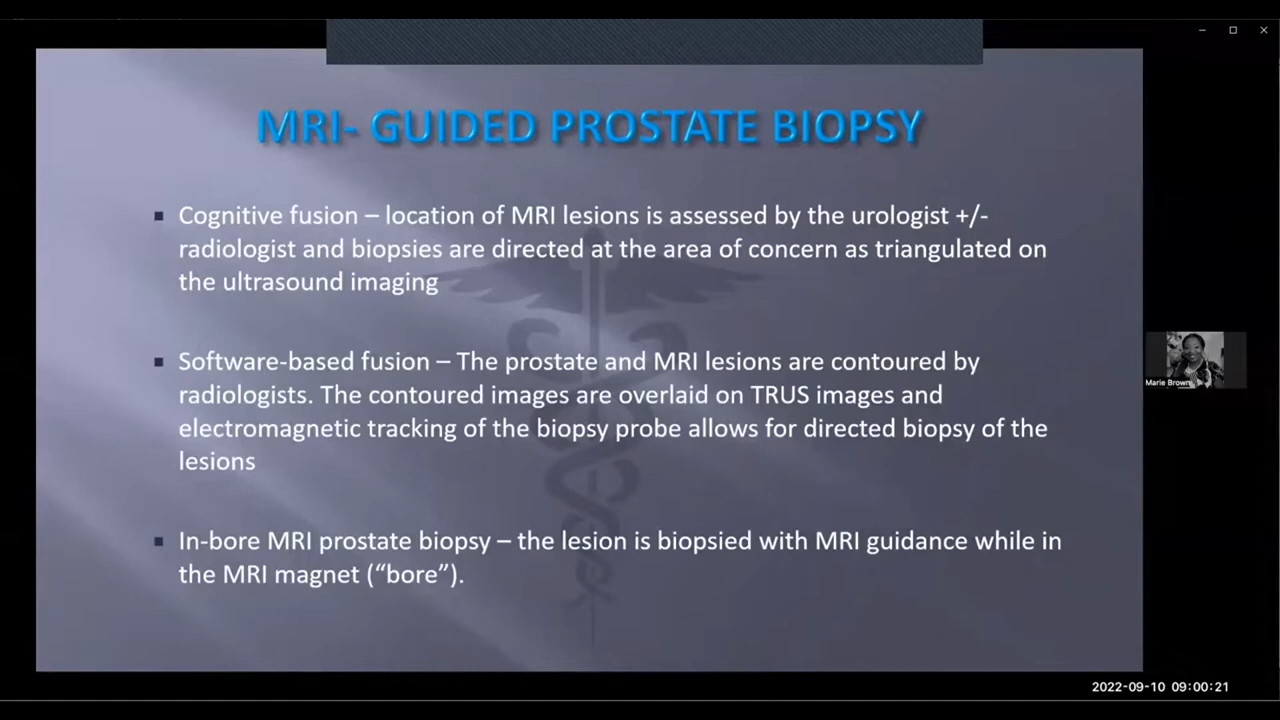 MRI- GUIDED PROSTATE BIOPSY
▪ Cognitive fusion – location of MRI lesions is assessed by the urologist +/-
radiologist and biopsies are directed at the area of concern as triangulated on
the ultrasound imaging
▪ Software-based fusion – The prostate and MRI lesions are contoured by
radiologists. The contoured images are overlaid on TRUS images and
electromagnetic tracking of the biopsy probe allows for directed biopsy of the
lesions
▪ In-bore MRI prostate biopsy – the lesion is biopsied with MRI guidance while in
the MRI magnet (“bore”).
Marie Brown
2022-09-10 09:00:21